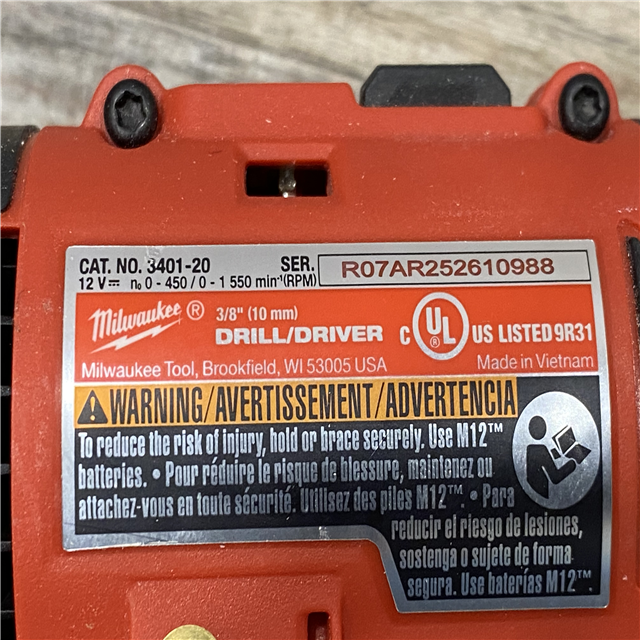 CAT. NO. 3401-20 SER. R07AR252610988
12 V⎓ n₀ 0 - 450 / 0 - 1 550 min⁻¹(RPM)
Milwaukee ® 3/8" (10 mm)
DRILL/DRIVER
C UL ® US LISTED 9R31
Milwaukee Tool, Brookfield, WI 53005 USA Made in Vietnam
WARNING/AVERTISSEMENT/ADVERTENCIA
To reduce the risk of injury, hold or brace securely. Use M12™
batteries. • Pour réduire le risque de blessure, maintenez ou
attachez-vous en toute sécurité. Utilisez des piles M12™. • Para
reducir el riesgo de lesiones,
sostenga o sujete de forma
segura. Use baterías M12™